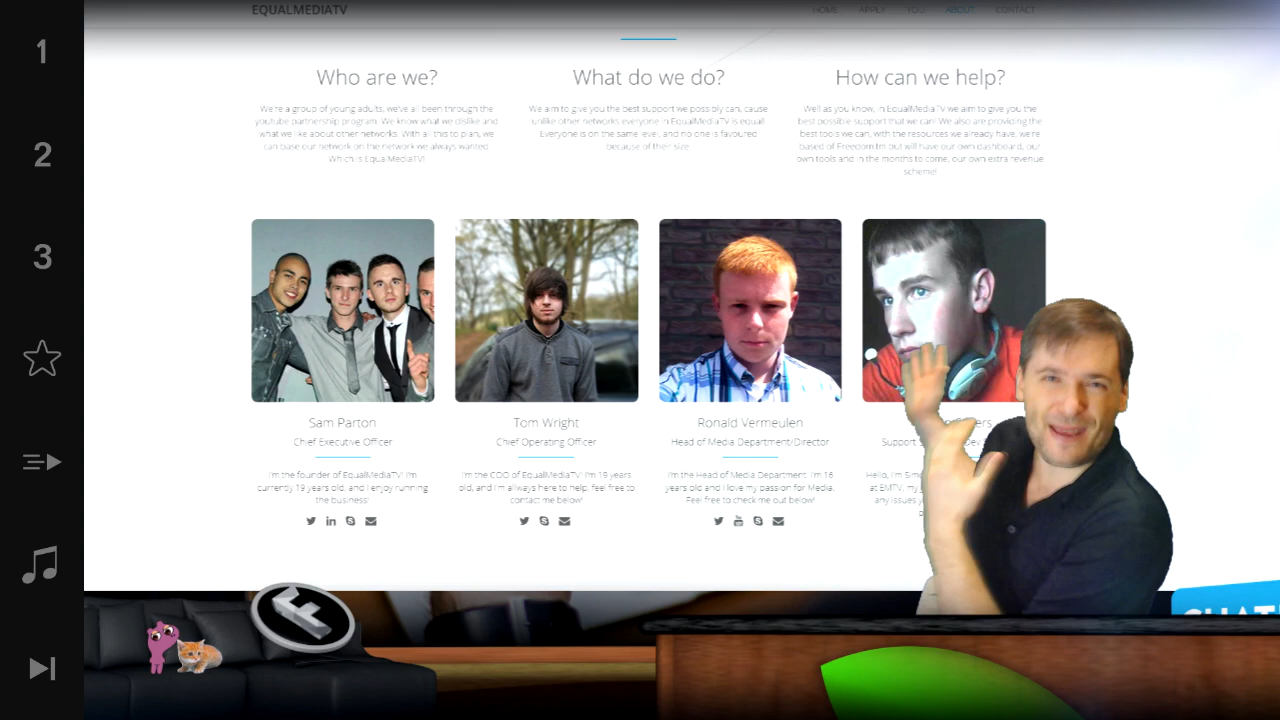 EQUALMEDIATV
HOME APPLY YOU ABOUT CONTACT
Who are we?
We're a group of young adults, we've all been through the
youtube partnership program. We know what we dislike and
what we like about other networks. With all this to plan, we
can base our network on the network we always wanted.
Which is EqualMediaTV!
What do we do?
We aim to give you the best support we possibly can, cause
unlike other networks everyone in EqualMediaTV is equal!
Everyone is on the same level, and no one is favoured
because of their size
How can we help?
Well as you know, in EqualMediaTV we aim to give you the
best possible support that we can! We also are providing the
best tools we can, with the resources we already have, we're
based of Freedom!tm but will have our own dashboard, our
own tools and in the months to come, our own extra revenue
scheme!
Sam Parton
Chief Executive Officer
I'm the founder of EqualMediaTV! I'm
currently 19 years old, and I enjoy running
the business!
Tom Wright
Chief Operating Officer
I'm the COO of EqualMediaTV! I'm 19 years
old, and I'm always here to help, feel free to
contact me below!
Ronald Vermeulen
Head of Media Department/Director
I'm the Head of Media Department. I'm 16
years old and I love my passion for Media.
Feel free to check me out below!
Support
Hello, I'm
at EMTV, my
any issues
1
2
3
F
CHAT